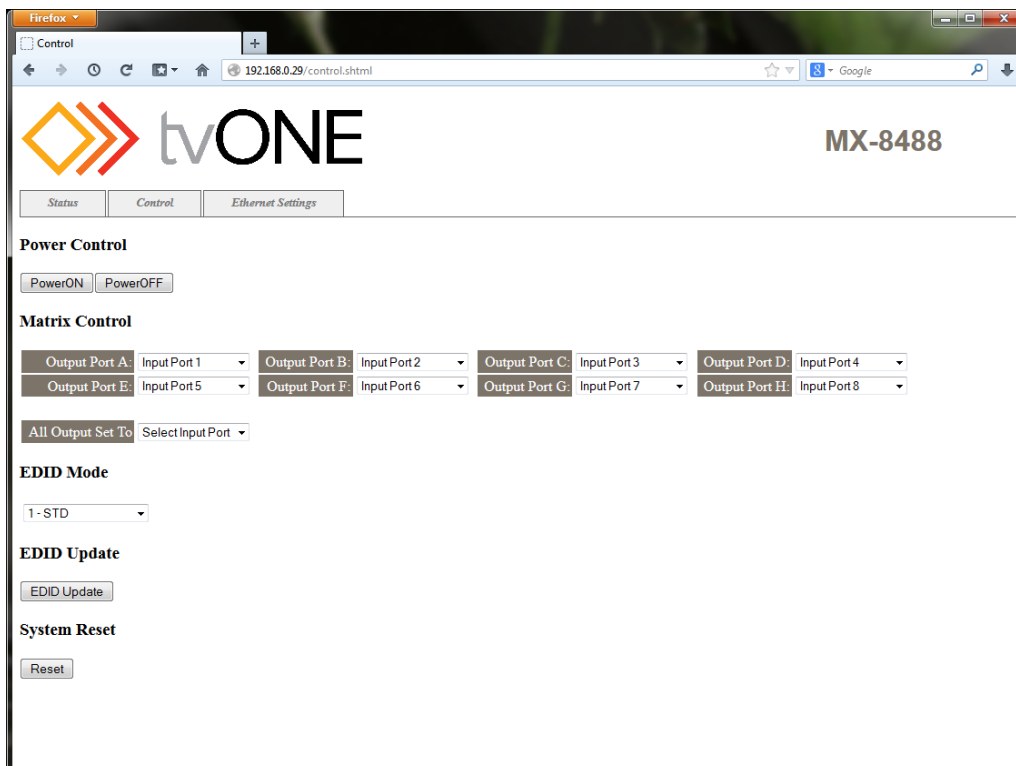 Firefox
Control
+
192.168.0.29/control.shtml
8 Google
tvONE
MX-8488
Status Control Ethernet Settings
Power Control
PowerON PowerOFF
Matrix Control
Output Port A: Input Port 1 Output Port B: Input Port 2 Output Port C: Input Port 3 Output Port D: Input Port 4
Output Port E: Input Port 5 Output Port F: Input Port 6 Output Port G: Input Port 7 Output Port H: Input Port 8
All Output Set To Select Input Port
EDID Mode
1 - STD
EDID Update
EDID Update
System Reset
Reset